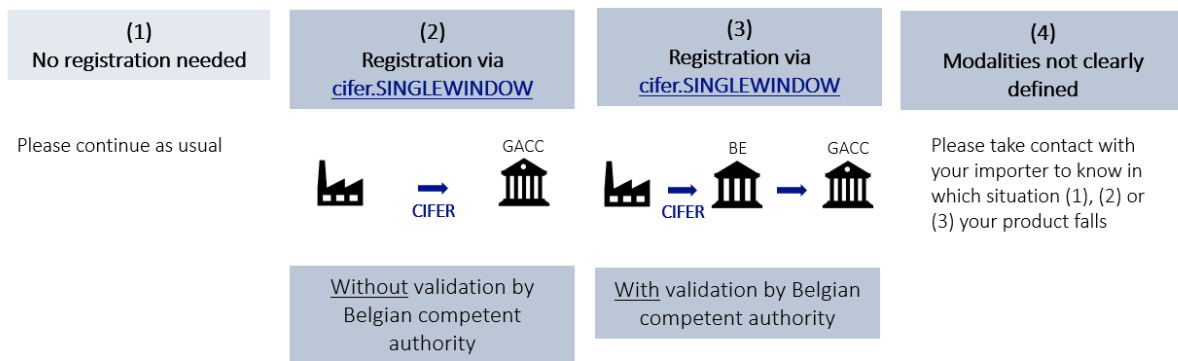 (1)
No registration needed
Please continue as usual
(2)
Registration via
cifer.SINGLEWINDOW
GACC
CIFER
Without validation by
Belgian competent
authority
(3)
Registration via
cifer.SINGLEWINDOW
BE
GACC
CIFER
With validation by Belgian
competent authority
(4)
Modalities not clearly
defined
Please take contact with
your importer to know in
which situation (1), (2) or
(3) your product falls